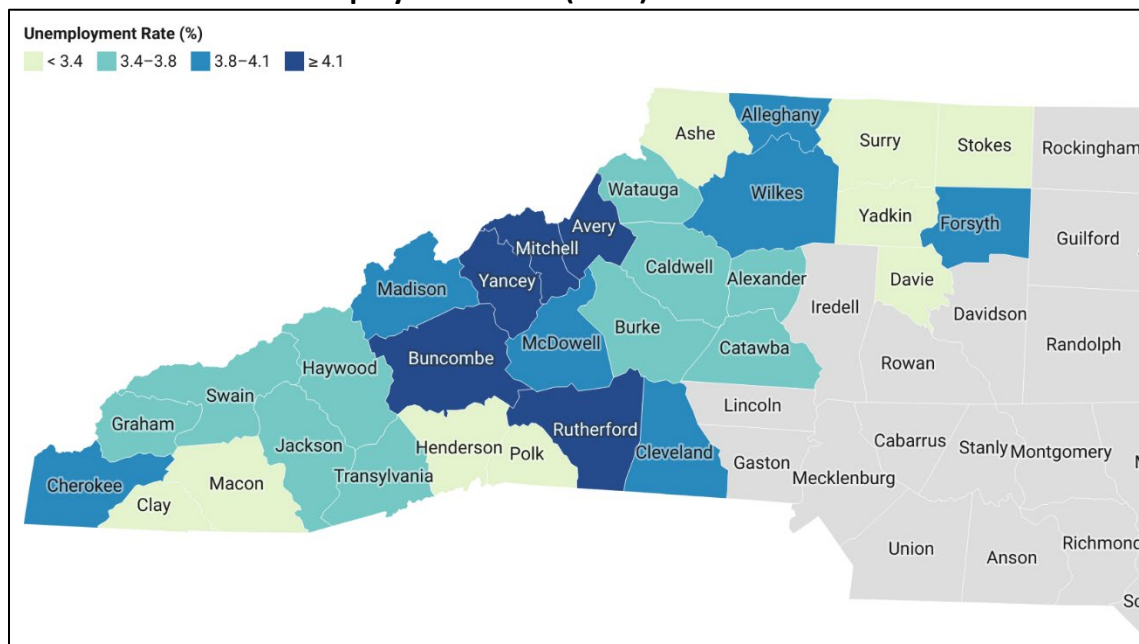 Unemployment Rate (%)
< 3.4 3.4–3.8 3.8–4.1 ≥ 4.1
Alleghany
Ashe
Surry
Stokes
Rockingham
Watauga
Wilkes
Yadkin
Forsyth
Avery
Mitchell
Guilford
Caldwell
Alexander
Yancey
Davie
Madison
Iredell
Davidson
Burke
McDowell
Randolph
Catawba
Buncombe
Rowan
Haywood
Swain
Lincoln
Graham
Rutherford
Jackson
Henderson
Polk
Cleveland
Cabarrus
Stanly
Montgomery
Gaston
Transylvania
Mecklenburg
Cherokee
Macon
Clay
Richmond
Union
Anson